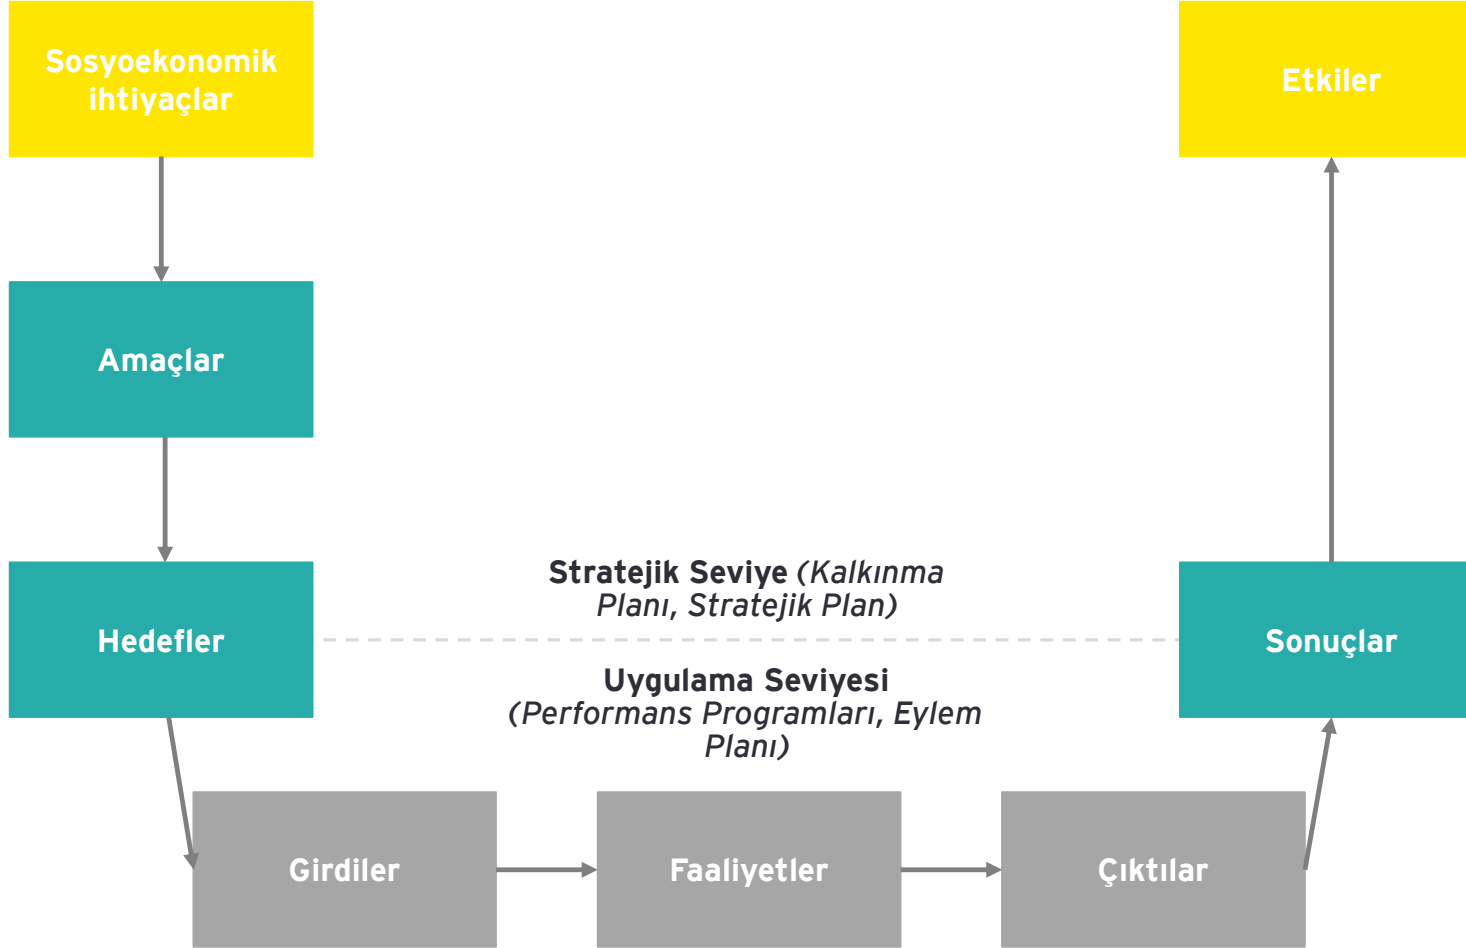 Sosyoekonomik
ihtiyaçlar
Etkiler
Amaçlar
Stratejik Seviye (Kalkınma
Planı, Stratejik Plan)
Hedefler
Sonuçlar
Uygulama Seviyesi
(Performans Programları, Eylem
Planı)
Girdiler
Faaliyetler
Çıktılar